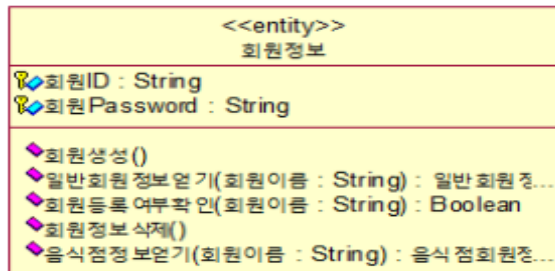 <<entity>>
회원정보
회원ID : String
회원Password : String
회원생성()
일반회원정보얻기(회원이름 : String) : 일반회원정...
회원등록여부확인(회원이름 : String) : Boolean
회원정보삭제()
음식점정보얻기(회원이름 : String) : 음식점회원정...